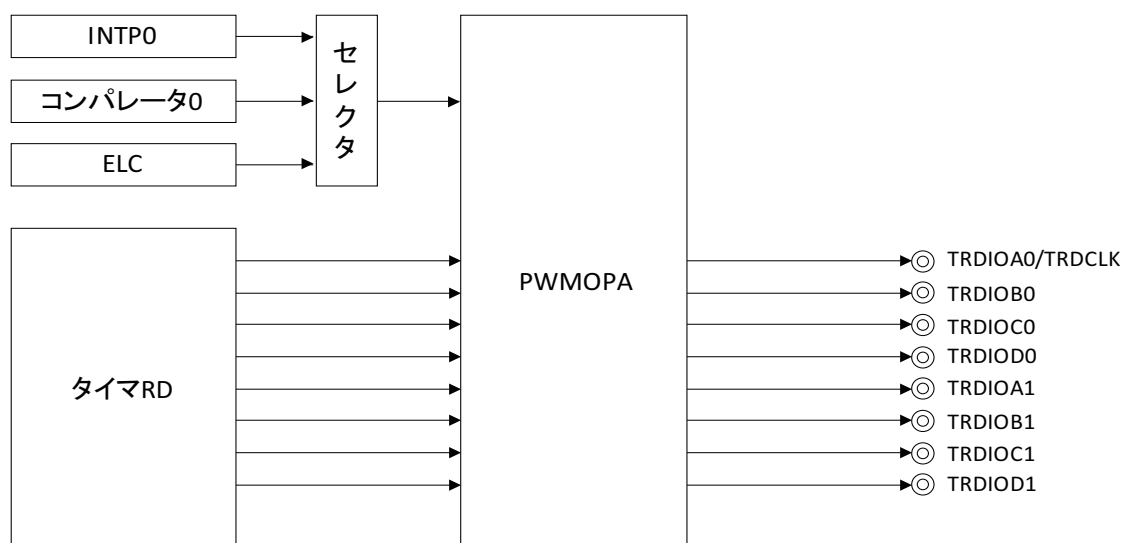 INTP0
コンパレータ0
ELC
セレクタ
タイマRD
PWMOPA
TRDIOA0/TRDCLK
TRDIOB0
TRDIOC0
TRDIOD0
TRDIOA1
TRDIOB1
TRDIOC1
TRDIOD1